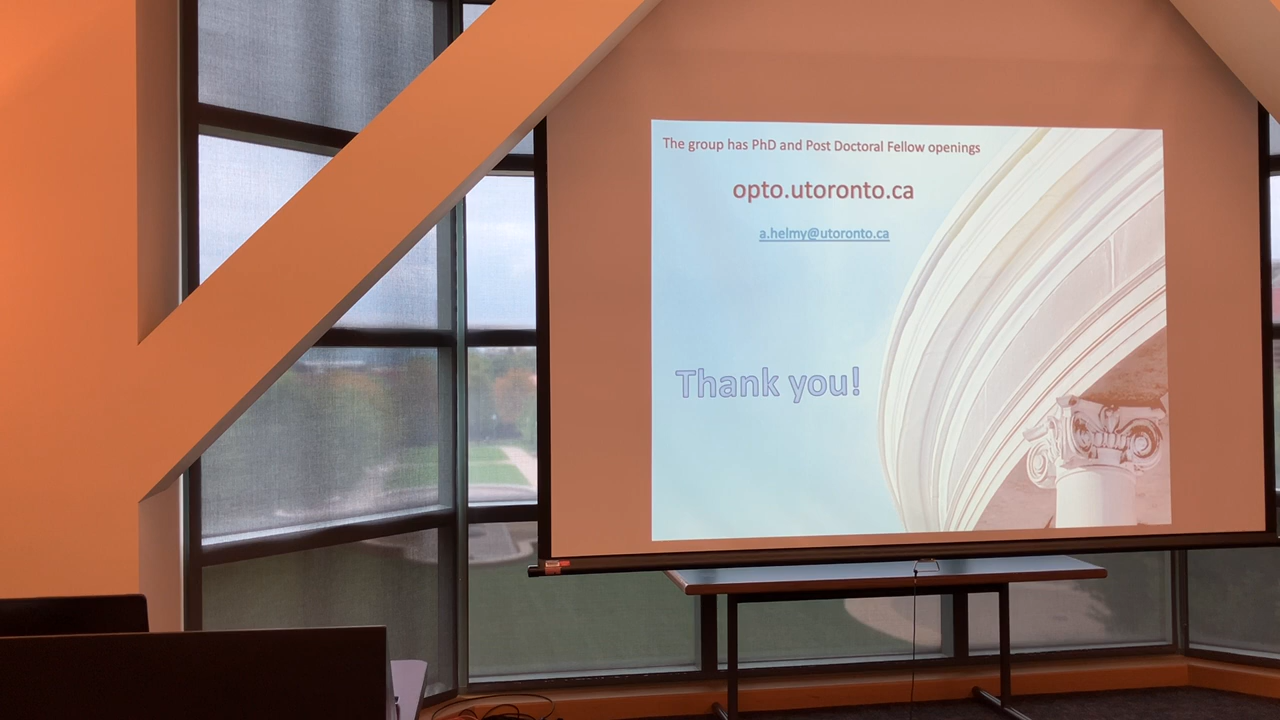 The group has PhD and Post Doctoral Fellow openings
opto.utoronto.ca
a.helmy@utoronto.ca
Thank you!